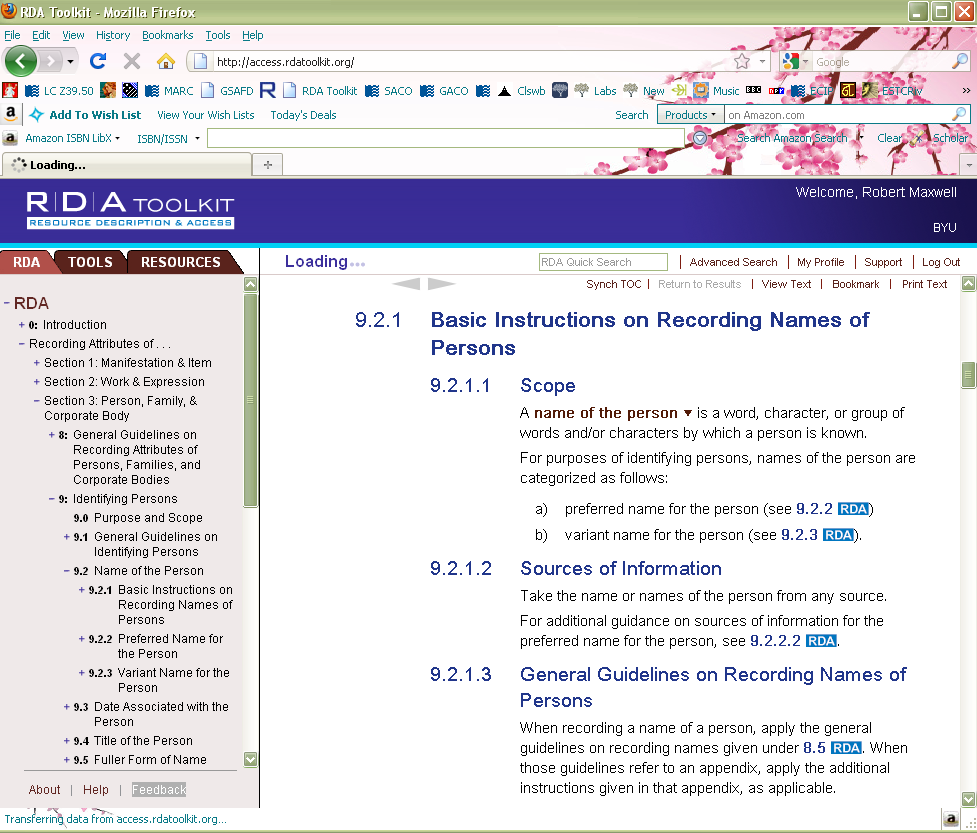 RDA Toolkit - Mozilla Firefox
File Edit View History Bookmarks Tools Help
http://access.rdatoolkit.org/
Google
LC Z39.50 MARC GSAFD RDA Toolkit SACO GACO Clswb Labs New Music BBC npr ECIP ESTCRIV »
Add To Wish List View Your Wish Lists Today's Deals Search Products on Amazon.com
Amazon ISBN LibX ISBN/ISSN Search Amazon Search Clear Scholar
Loading...
R|D|A TOOLKIT
RESOURCE DESCRIPTION & ACCESS
Welcome, Robert Maxwell
BYU
RDA TOOLS RESOURCES
Loading...
RDA Quick Search | Advanced Search | My Profile | Support | Log Out
Synch TOC | Return to Results | View Text | Bookmark | Print Text
- RDA
+ 0: Introduction
- Recording Attributes of . . .
+ Section 1: Manifestation & Item
+ Section 2: Work & Expression
- Section 3: Person, Family, &
Corporate Body
+ 8: General Guidelines on
Recording Attributes of
Persons, Families, and
Corporate Bodies
- 9: Identifying Persons
9.0 Purpose and Scope
+ 9.1 General Guidelines on
Identifying Persons
- 9.2 Name of the Person
+ 9.2.1 Basic Instructions on
Recording Names of
Persons
+ 9.2.2 Preferred Name for
the Person
+ 9.2.3 Variant Name for the
Person
+ 9.3 Date Associated with the
Person
+ 9.4 Title of the Person
+ 9.5 Fuller Form of Name
About | Help | Feedback
9.2.1 Basic Instructions on Recording Names of
Persons
9.2.1.1 Scope
A name of the person ▼ is a word, character, or group of
words and/or characters by which a person is known.
For purposes of identifying persons, names of the person are
categorized as follows:
a) preferred name for the person (see 9.2.2 RDA)
b) variant name for the person (see 9.2.3 RDA).
9.2.1.2 Sources of Information
Take the name or names of the person from any source.
For additional guidance on sources of information for the
preferred name for the person, see 9.2.2.2 RDA.
9.2.1.3 General Guidelines on Recording Names of
Persons
When recording a name of a person, apply the general
guidelines on recording names given under 8.5 RDA. When
those guidelines refer to an appendix, apply the additional
instructions given in that appendix, as applicable.
Transferring data from access.rdatoolkit.org...